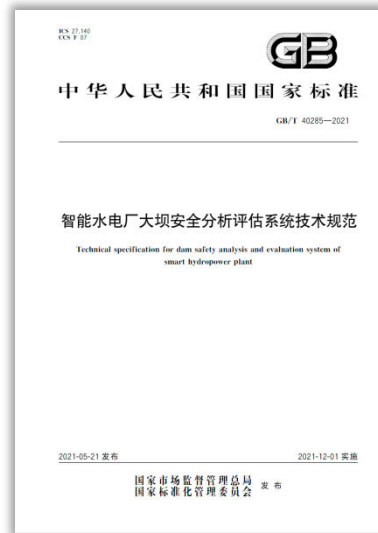 ICS 27.140
CCS F 07
GB
中华人民共和国国家标准
GB/T 40285—2021
智能水电厂大坝安全分析评估系统技术规范
Technical specification for dam safety analysis and evaluation system of
smart hydropower plant
2021-05-21 发布
2021-12-01 实施
国家市场监督管理总局
国家标准化管理委员会
发 布